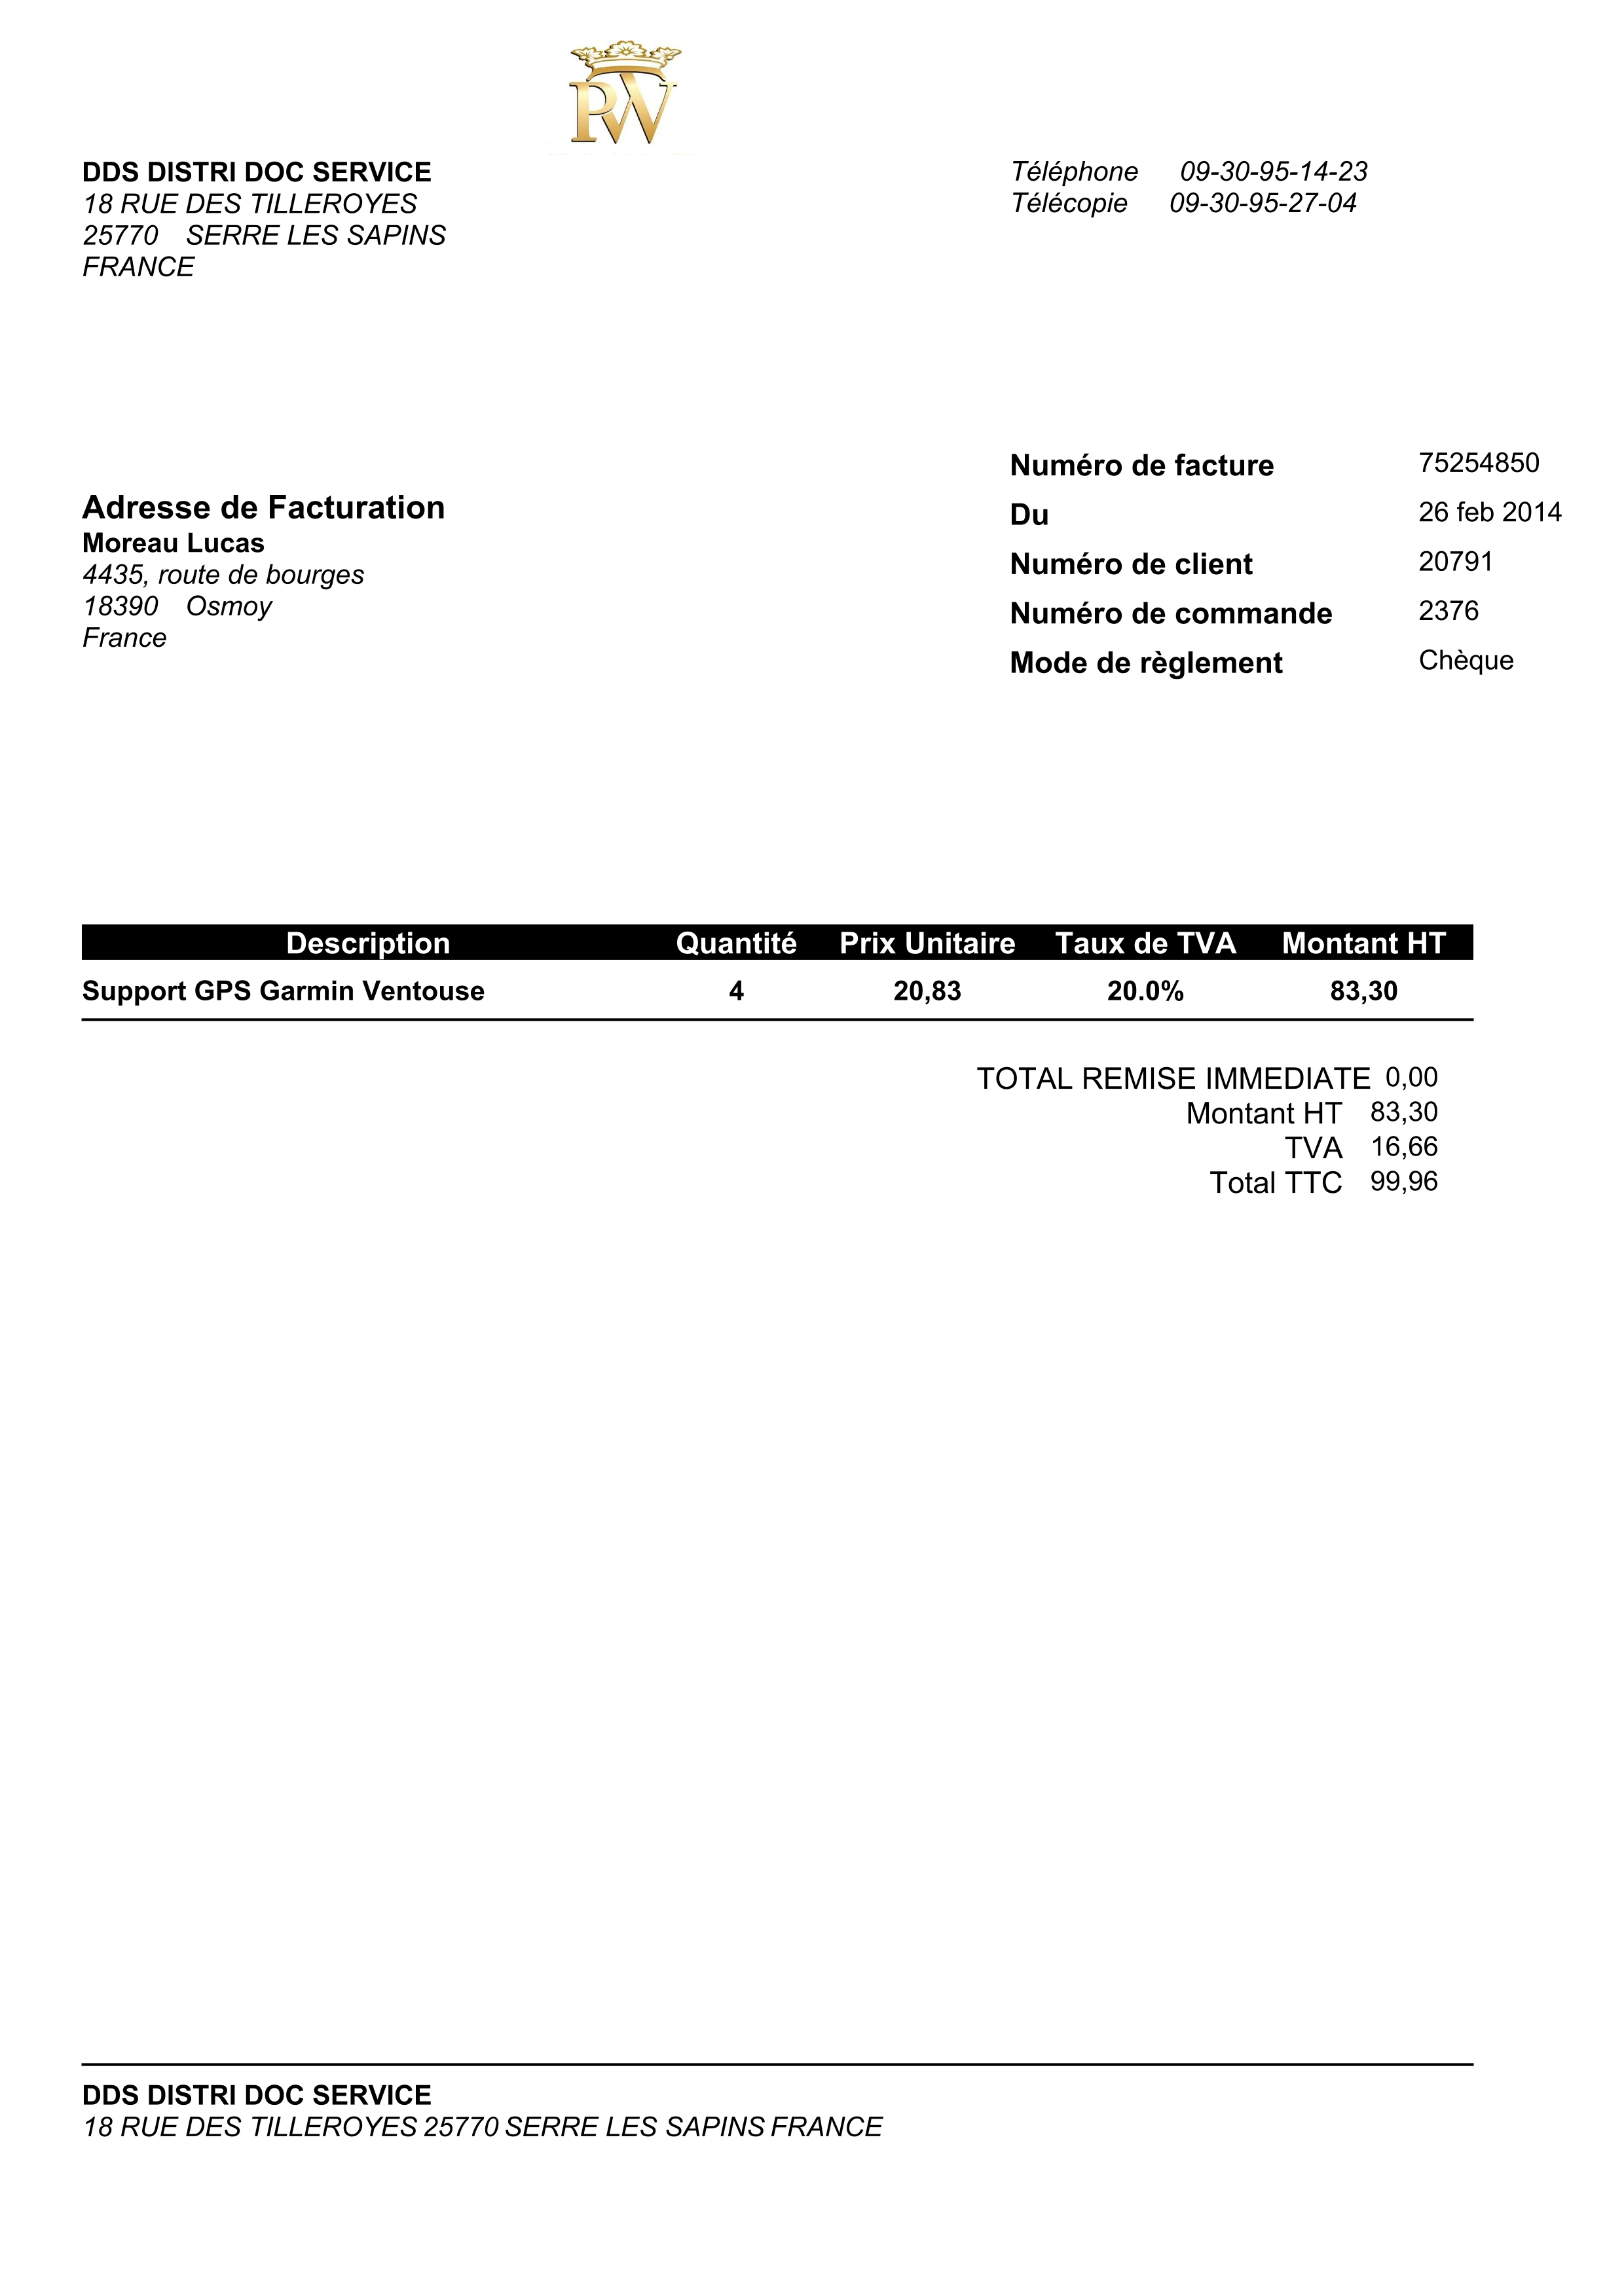 RW
DDS DISTRI DOC SERVICE
18 RUE DES TILLEROYES
25770 SERRE LES SAPINS
FRANCE
Téléphone 09-30-95-14-23
Télécopie 09-30-95-27-04
Adresse de Facturation
Moreau Lucas
4435, route de bourges
18390 Osmoy
France
Numéro de facture 75254850
Du 26 feb 2014
Numéro de client 20791
Numéro de commande 2376
Mode de règlement Chèque
Description Quantité Prix Unitaire Taux de TVA Montant HT
Support GPS Garmin Ventouse 4 20,83 20.0% 83,30
TOTAL REMISE IMMEDIATE 0,00
Montant HT 83,30
TVA 16,66
Total TTC 99,96
DDS DISTRI DOC SERVICE
18 RUE DES TILLEROYES 25770 SERRE LES SAPINS FRANCE